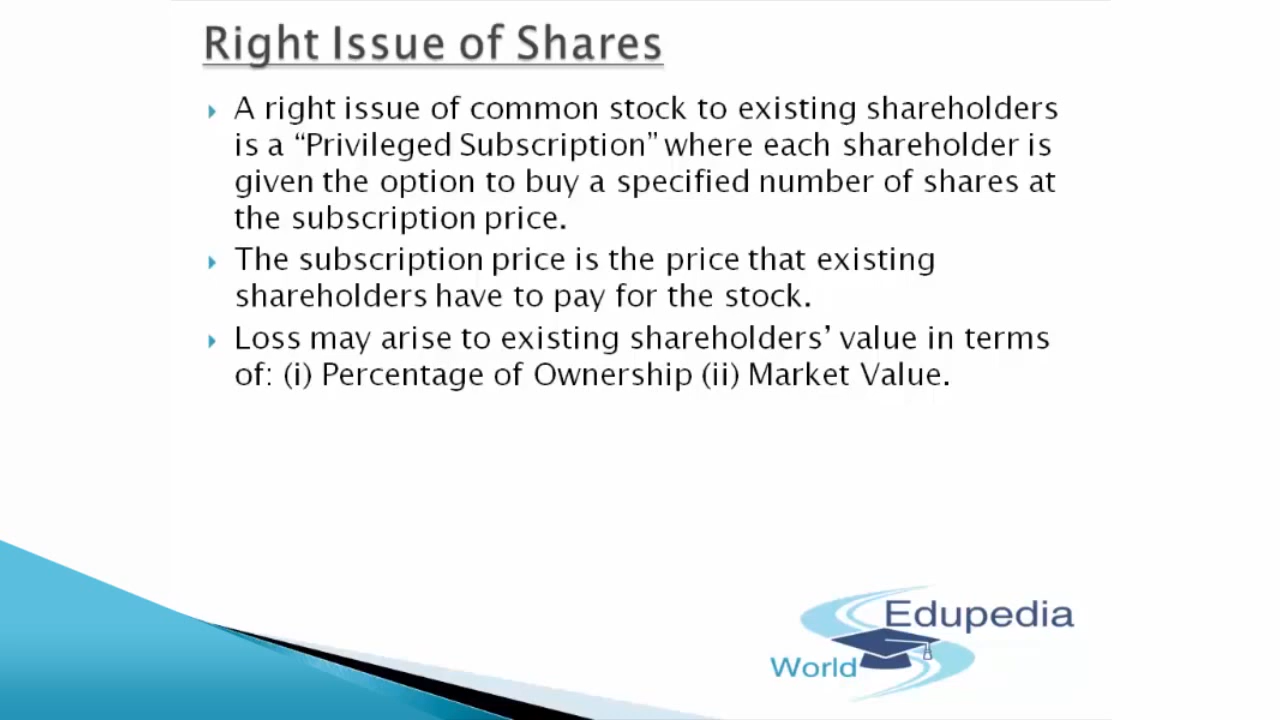 Right Issue of Shares
A right issue of common stock to existing shareholders
is a “Privileged Subscription” where each shareholder is
given the option to buy a specified number of shares at
the subscription price.
The subscription price is the price that existing
shareholders have to pay for the stock.
Loss may arise to existing shareholders’ value in terms
of: (i) Percentage of Ownership (ii) Market Value.
Edupedia
World